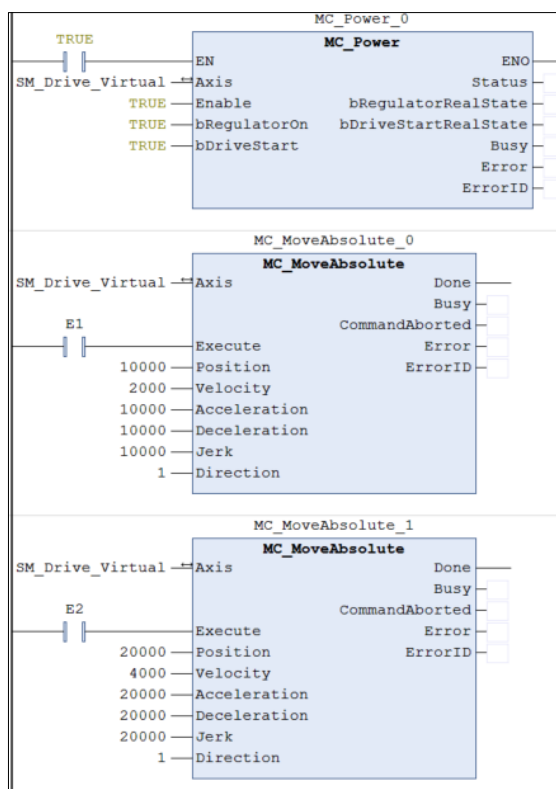 MC_Power_0
TRUE
MC_Power
EN ENO
SM_Drive_Virtual Axis Status
TRUE Enable bRegulatorRealState
TRUE bRegulatorOn bDriveStartRealState
TRUE bDriveStart Busy
Error
ErrorID
MC_MoveAbsolute_0
MC_MoveAbsolute
SM_Drive_Virtual Axis Done
Busy
E1 CommandAborted
Execute Error
10000 Position ErrorID
2000 Velocity
10000 Acceleration
10000 Deceleration
10000 Jerk
1 Direction
MC_MoveAbsolute_1
MC_MoveAbsolute
SM_Drive_Virtual Axis Done
Busy
E2 CommandAborted
Execute Error
20000 Position ErrorID
4000 Velocity
20000 Acceleration
20000 Deceleration
20000 Jerk
1 Direction